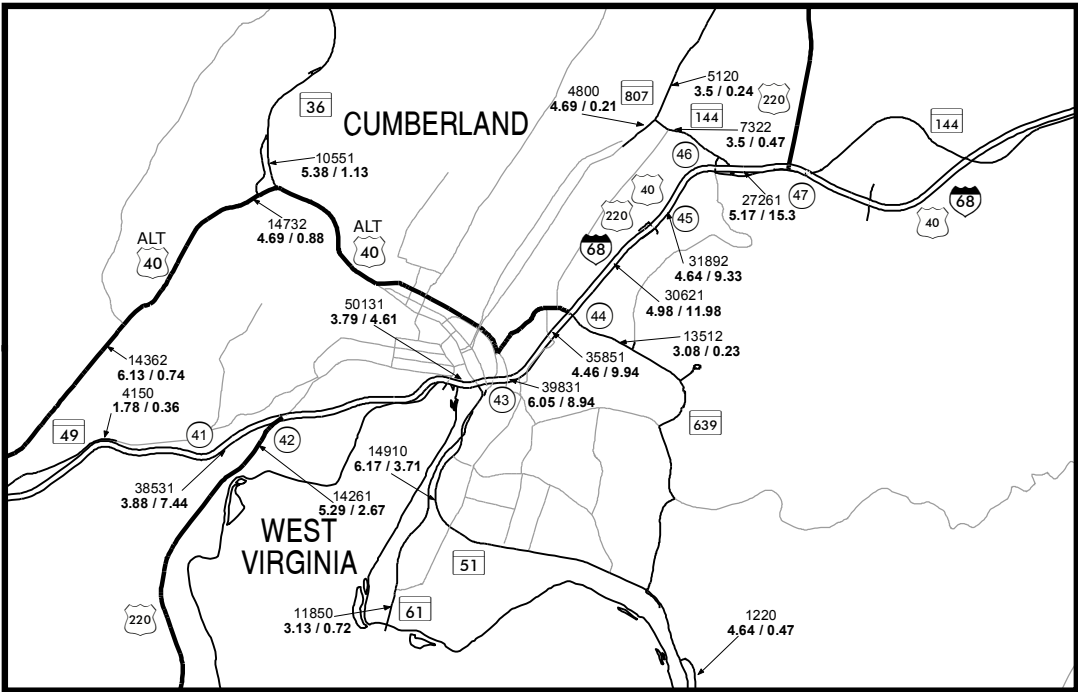 36
CUMBERLAND
4800
4.69 / 0.21
807
5120
3.5 / 0.24
220
144
7322
3.5 / 0.47
144
46
10551
5.38 / 1.13
40
220
45
27261
5.17 / 15.3
47
68
40
14732
4.69 / 0.88
ALT
40
ALT
40
68
31892
4.64 / 9.33
30621
4.98 / 11.98
50131
3.79 / 4.61
44
13512
3.08 / 0.23
35851
4.46 / 9.94
14362
6.13 / 0.74
4150
1.78 / 0.36
39831
6.05 / 8.94
43
49
41
42
639
14910
6.17 / 3.71
38531
3.88 / 7.44
14261
5.29 / 2.67
WEST
VIRGINIA
51
220
11850
3.13 / 0.72
61
1220
4.64 / 0.47